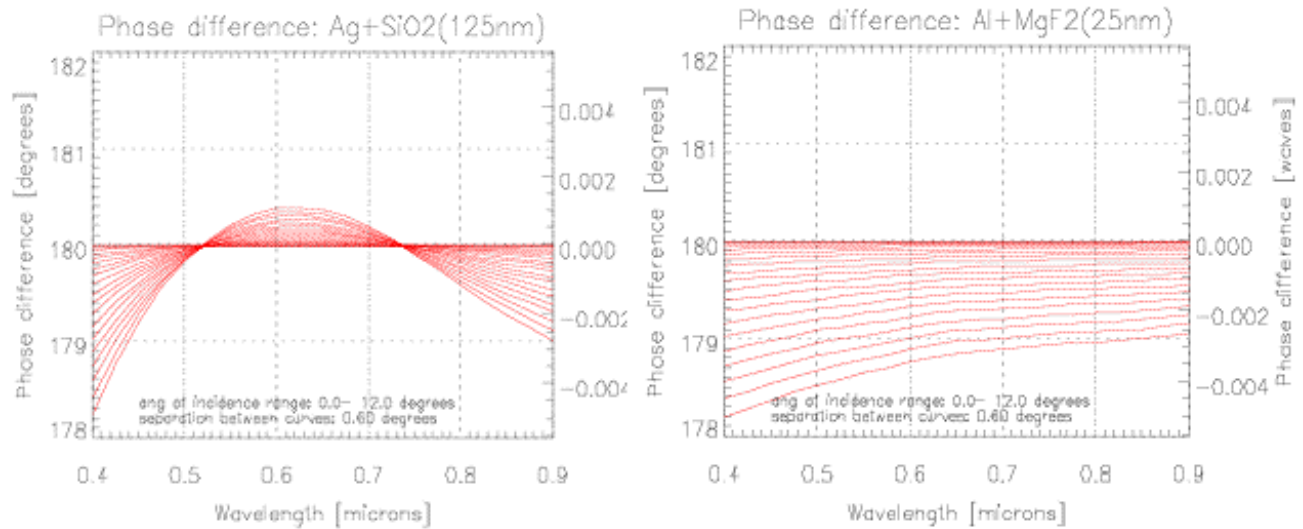 Phase difference: Ag+SiO2(125nm)
Phase difference [degrees]
182
181
180
179
178
0.004
0.002
0.000
-0.002
-0.004
ang of incidence range: 0.0- 12.0 degrees
separation between curves: 0.60 degrees
0.4 0.5 0.6 0.7 0.8 0.9
Wavelength [microns]
Phase difference: Al+MgF2(25nm)
Phase difference [degrees]
182
181
180
179
178
0.004
0.002
0.000
-0.002
-0.004
Phase difference [waves]
ang of incidence range: 0.0- 12.0 degrees
separation between curves: 0.60 degrees
0.4 0.5 0.6 0.7 0.8 0.9
Wavelength [microns]